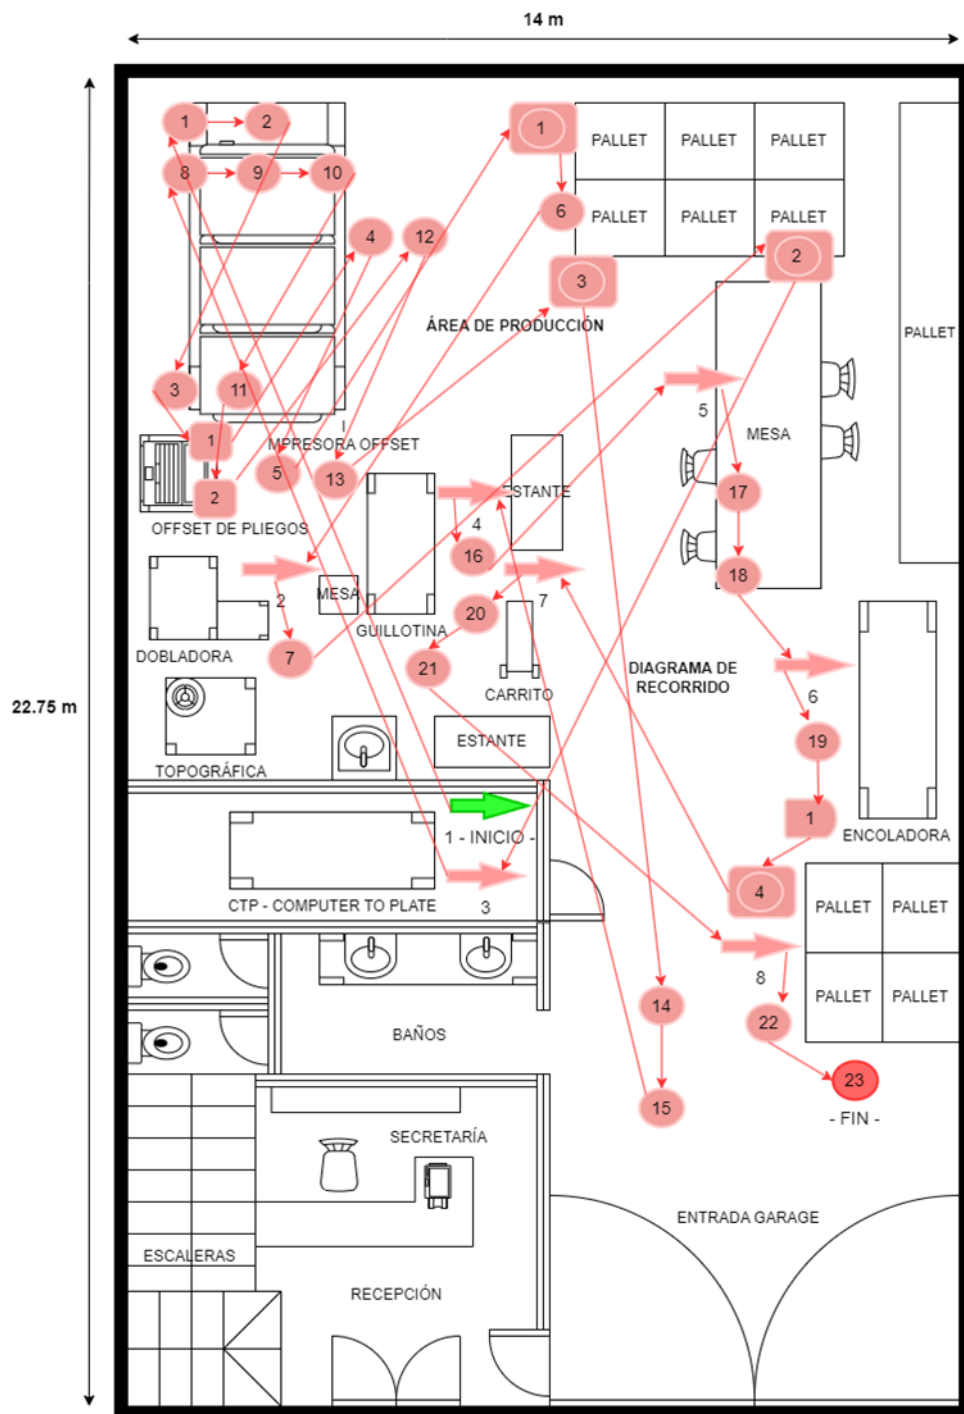 14 m
22.75 m
1
2
8
9
10
4
12
3
11
1
2
5
13
MPRESORA OFFSET
OFFSET DE PLIEGOS
1
6
3
2
PALLET
PALLET
PALLET
PALLET
PALLET
PALLET
PALLET
ÁREA DE PRODUCCIÓN
5
MESA
17
18
ESTANTE
4
16
2
MESA
7
GUILLOTINA
DOBLADORA
20
7
21
CARRITO
DIAGRAMA DE
RECORRIDO
6
19
1
ENCOLADORA
TOPOGRÁFICA
ESTANTE
1 - INICIO -
CTP - COMPUTER TO PLATE
3
4
PALLET
PALLET
PALLET
PALLET
8
22
23
- FIN -
14
15
BAÑOS
SECRETARÍA
ESCALERAS
RECEPCIÓN
ENTRADA GARAGE